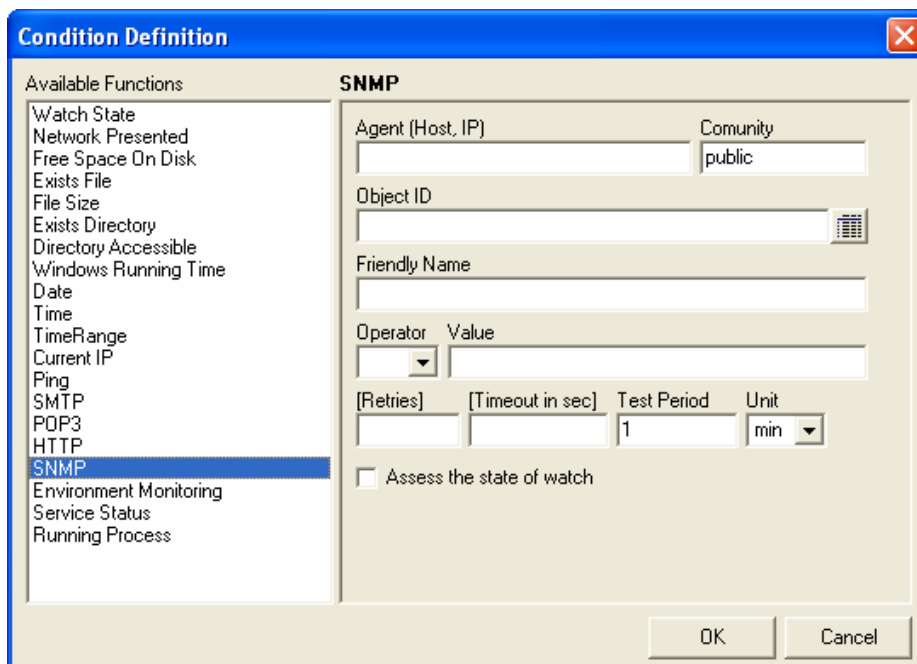 Condition Definition
Available Functions
Watch State
Network Presented
Free Space On Disk
Exists File
File Size
Exists Directory
Directory Accessible
Windows Running Time
Date
Time
TimeRange
Current IP
Ping
SMTP
POP3
HTTP
SNMP
Environment Monitoring
Service Status
Running Process
SNMP
Agent (Host, IP) Comunity
public
Object ID
Friendly Name
Operator Value
[Retries] [Timeout in sec] Test Period Unit
1 min
Assess the state of watch
OK Cancel